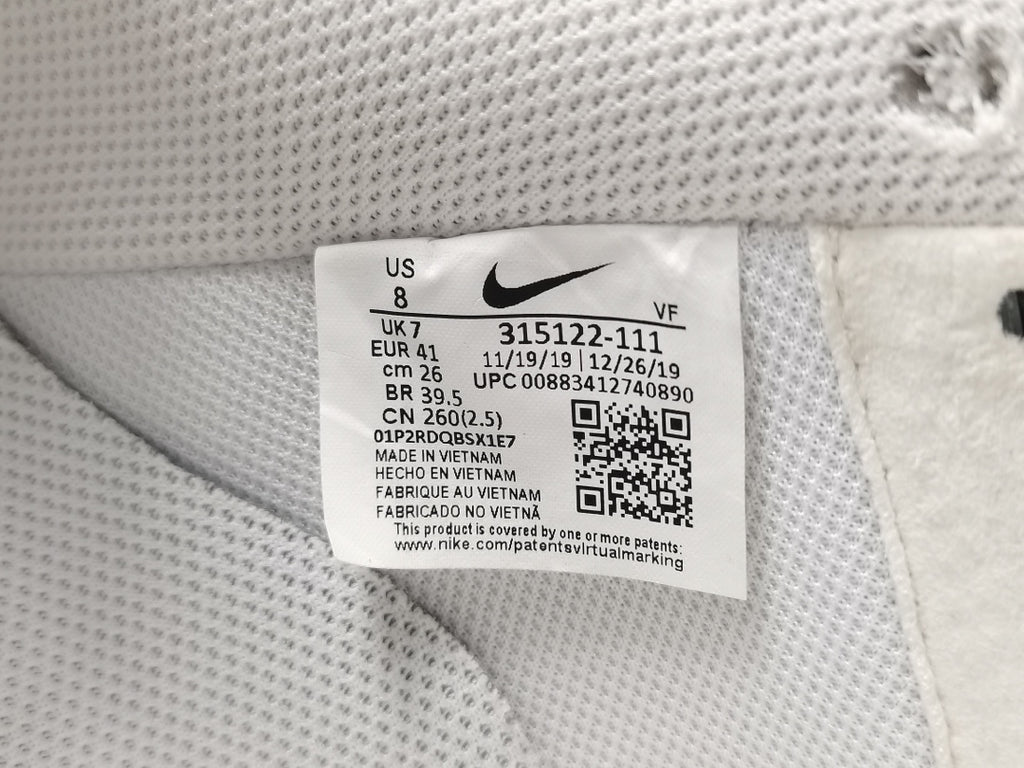 US
8
VF
UK 7
315122-111
EUR 41
11/19/19 | 12/26/19
cm 26
UPC 00883412740890
BR 39.5
CN 260(2.5)
01P2RDQBSX1E7
MADE IN VIETNAM
HECHO EN VIETNAM
FABRIQUE AU VIETNAM
FABRICADO NO VIETNÃ
This product is covered by one or more patents:
www.nike.com/patentsvirtualmarking